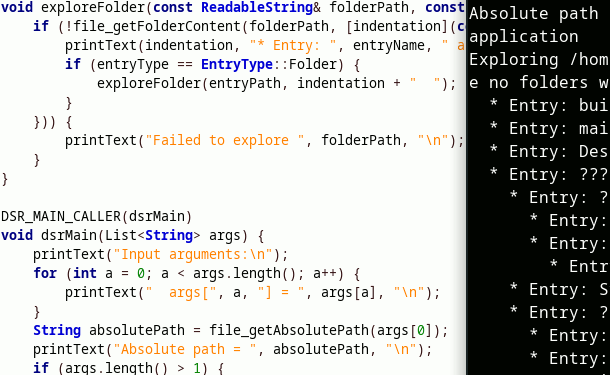 void exploreFolder(const ReadableString& folderPath, const
if (!file_getFolderContent(folderPath, [indentation](co
printText(indentation, "* Entry: ", entryName, " a
if (entryType == EntryType::Folder) {
exploreFolder(entryPath, indentation + "  ");
}
})) {
printText("Failed to explore ", folderPath, "\n");
}
}
DSR_MAIN_CALLER(dsrMain)
void dsrMain(List<String> args) {
printText("Input arguments:\n");
for (int a = 0; a < args.length(); a++) {
printText("  args[", a, "] = ", args[a], "\n");
}
String absolutePath = file_getAbsolutePath(args[0]);
printText("Absolute path = ", absolutePath, "\n");
if (args.length() > 1) {
Absolute path
application
Exploring /hom
e no folders w
* Entry: bui
* Entry: mai
* Entry: Des
* Entry: ???
* Entry: ?
* Entry:
* Entry:
* Entr
* Entry: S
* Entry: ?
* Entry:
* Entry: